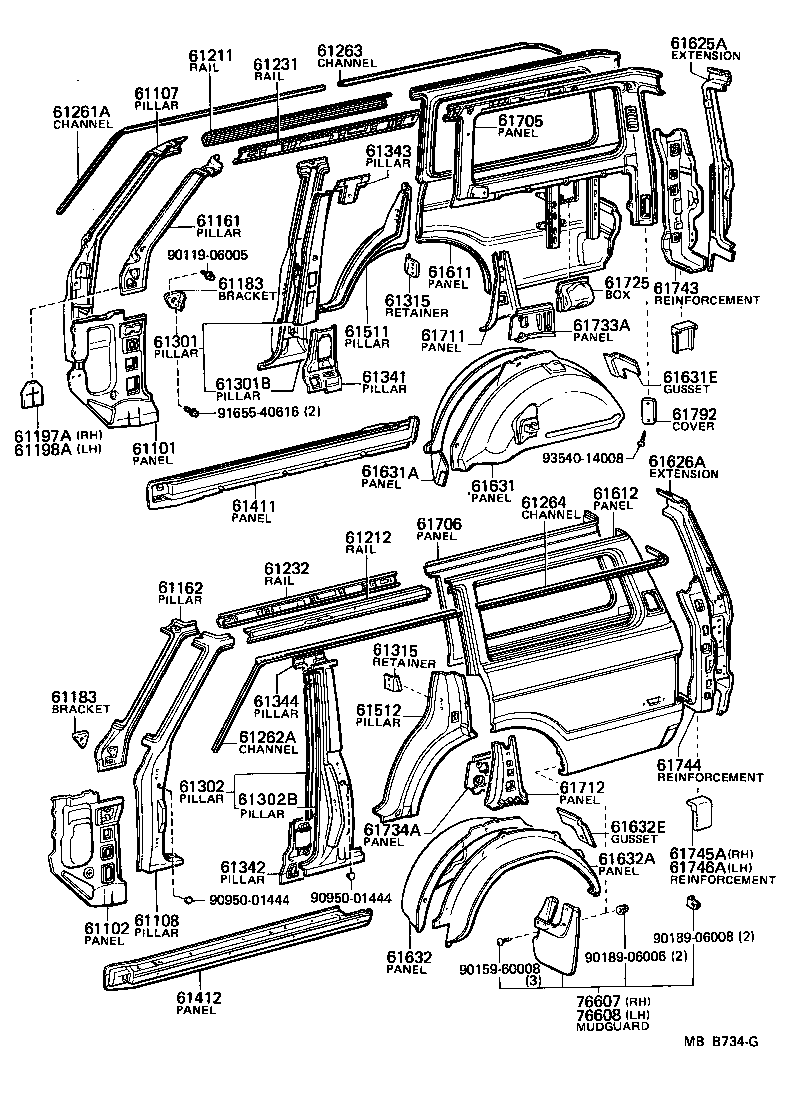 61211
RAIL
61231
RAIL
61263
CHANNEL
61625A
EXTENSION
61107
PILLAR
61261A
CHANNEL
61705
PANEL
61343
PILLAR
61161
PILLAR
90119-06005
61183
BRACKET
61611
PANEL
61315
RETAINER
61725
BOX
61743
REINFORCEMENT
61301
PILLAR
61511
PILLAR
61711
PANEL
61733A
PANEL
61301B
PILLAR
61341
PILLAR
61631E
GUSSET
91655-40616 (2)
61792
COVER
61197A (RH)
61198A (LH)
61101
PANEL
93540-14008
61631A
PANEL
61631
PANEL
61626A
EXTENSION
61411
PANEL
61264
CHANNEL
61612
PANEL
61706
PANEL
61212
RAIL
61232
RAIL
61162
PILLAR
61315
RETAINER
61183
BRACKET
61344
PILLAR
61512
PILLAR
61262A
CHANNEL
61744
REINFORCEMENT
61302
PILLAR
61302B
PILLAR
61712
PANEL
61734A
PANEL
61632E
GUSSET
61342
PILLAR
61632A
PANEL
61745A (RH)
61746A (LH)
REINFORCEMENT
90950-01444
90950-01444
61102
PANEL
61108
PILLAR
61632
PANEL
90189-06008 (2)
90189-06006 (2)
90159-60008
(3)
61412
PANEL
76607 (RH)
76608 (LH)
MUDGUARD
MB B734-G